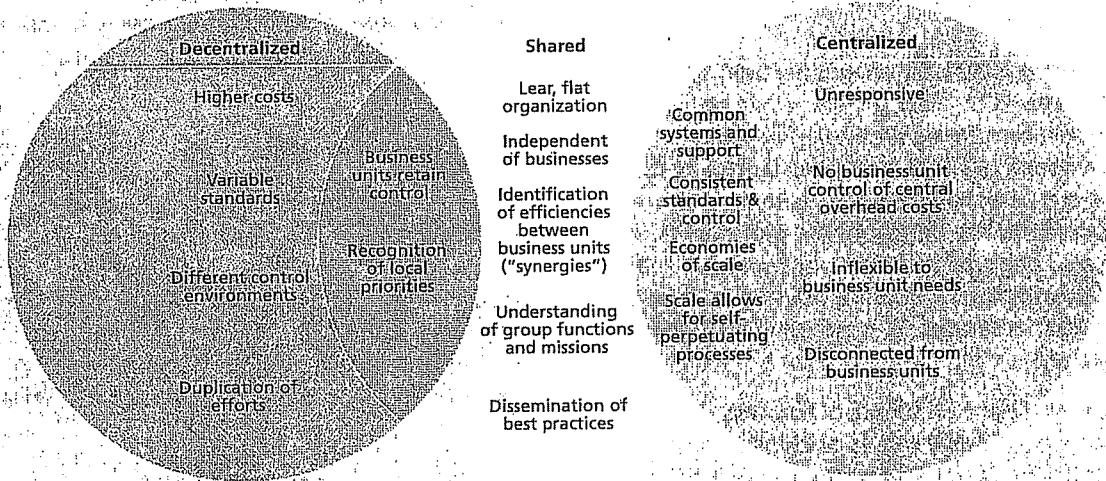 Decentralized
Higher costs
Variable
standards
Different control
environments
Duplication of
efforts
Business
units retain
control
Recognition
of local
priorities
Shared
Lear, flat
organization
Independent
of businesses
Identification
of efficiencies
between
business units
("synergies")
Understanding
of group functions
and missions
Dissemination of
best practices
Centralized
Common
systems and
support
Consistent
standards &
control
Economies
of scale
Scale allows
for self-
perpetuating
processes
Unresponsive
No business unit
control of central
overhead costs
Inflexible to
business unit needs
Disconnected from
business units